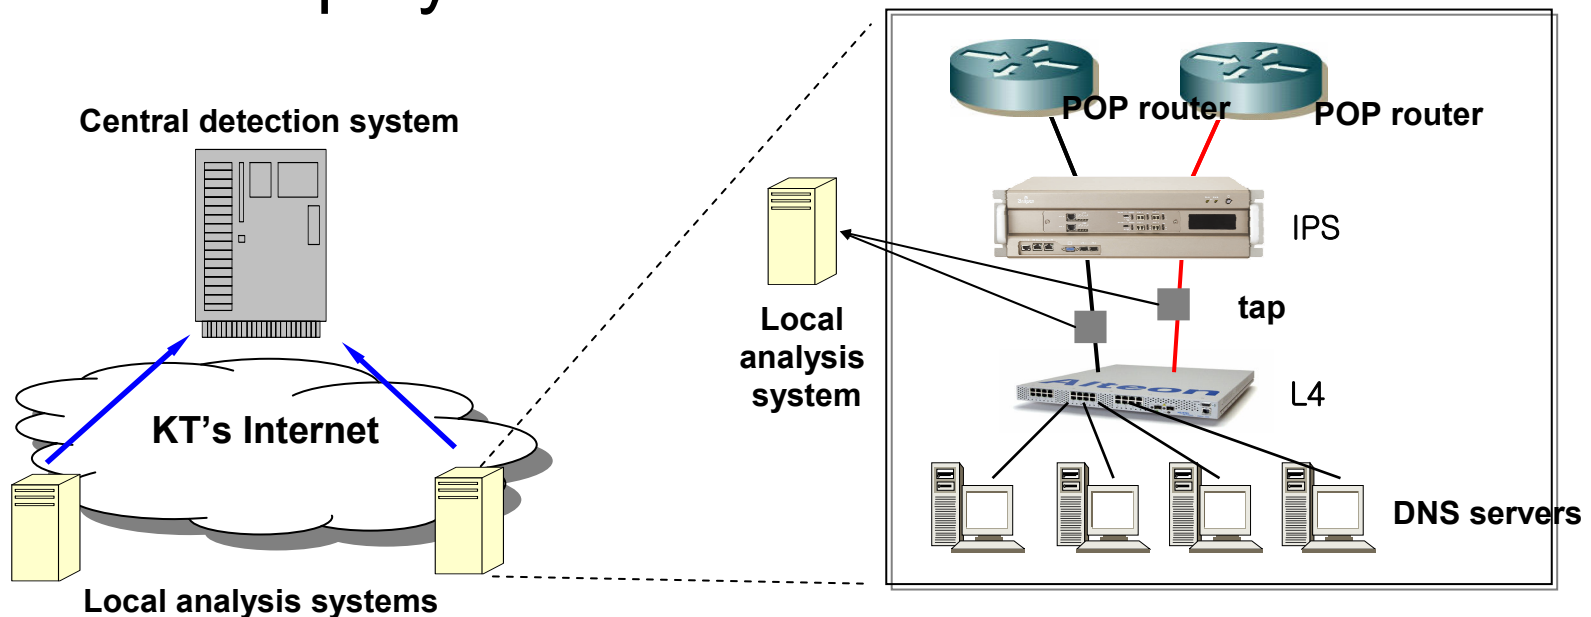 Central detection system
KT's Internet
Local analysis systems
Local
analysis
system
POP router
POP router
IPS
tap
Alteon
L4
DNS servers